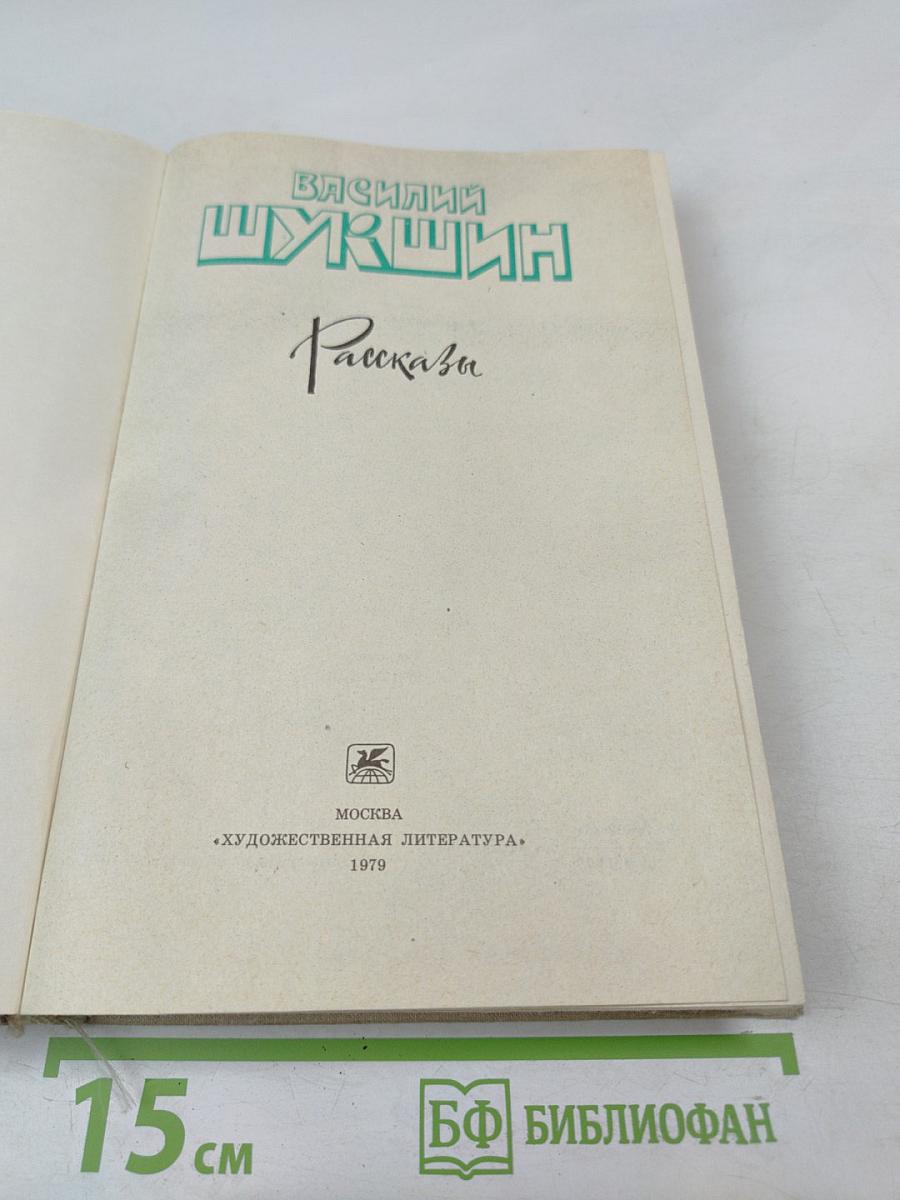 ВАСИЛИЙ
ШУКШИН
Рассказы
МОСКВА
«ХУДОЖЕСТВЕННАЯ ЛИТЕРАТУРА»
1979
15 см
БФ БИБЛИОФАН